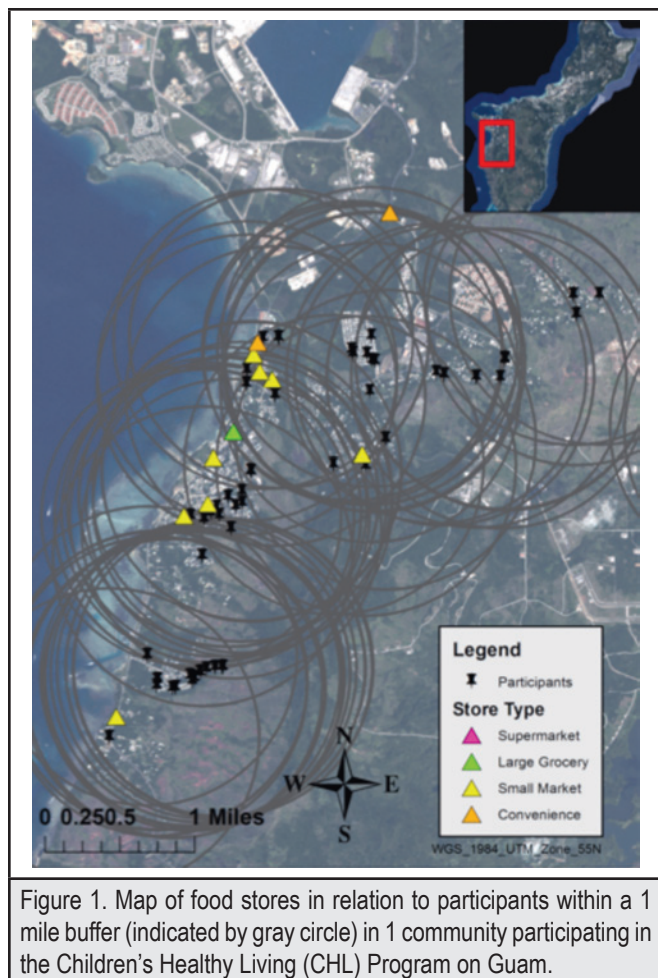 Legend
Participants
Store Type
Supermarket
Large Grocery
Small Market
Convenience
N
W E
S
0 0.25 0.5 1 Miles
WGS_1984_UTM_Zone_55N
Figure 1. Map of food stores in relation to participants within a 1
mile buffer (indicated by gray circle) in 1 community participating in
the Children's Healthy Living (CHL) Program on Guam.